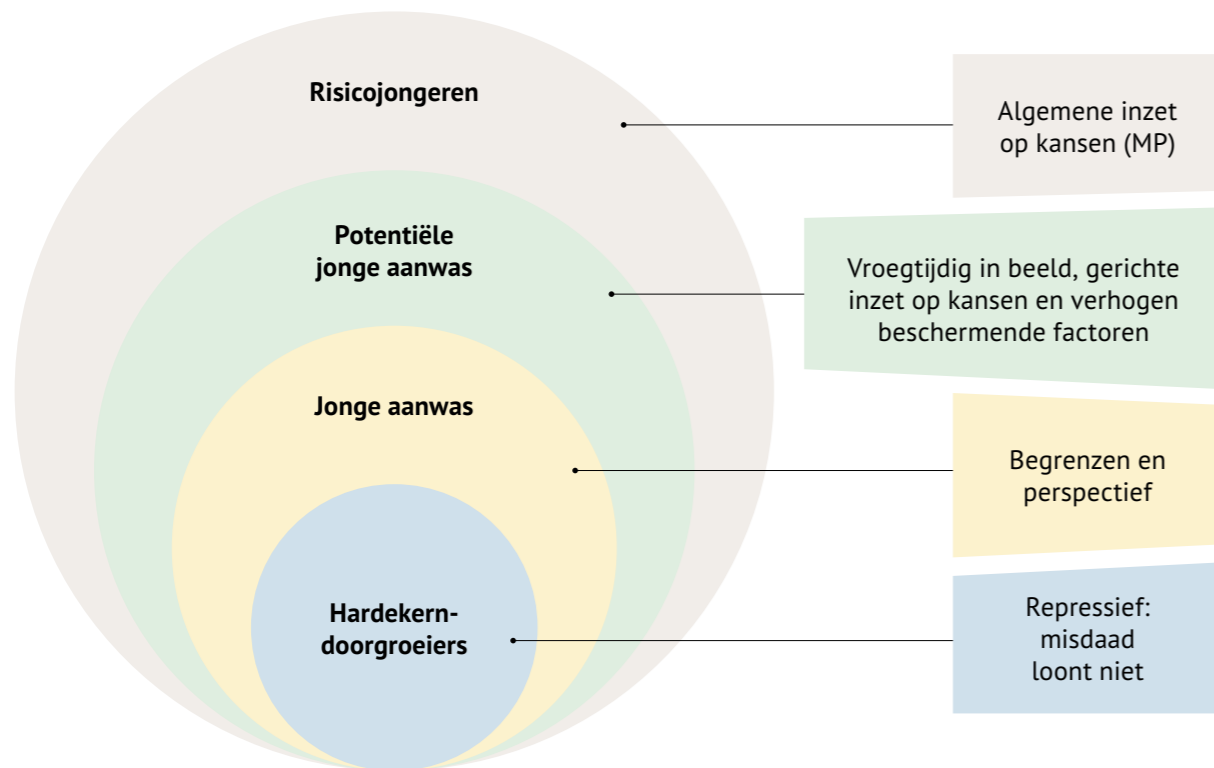 Risicojongeren
Algemene inzet
op kansen (MP)
Potentiële
jonge aanwas
Vroegtijdig in beeld, gerichte
inzet op kansen en verhogen
beschermende factoren
Jonge aanwas
Begrenzen en
perspectief
Hardekern-
doorgroeiers
Repressief:
misdaad
loont niet